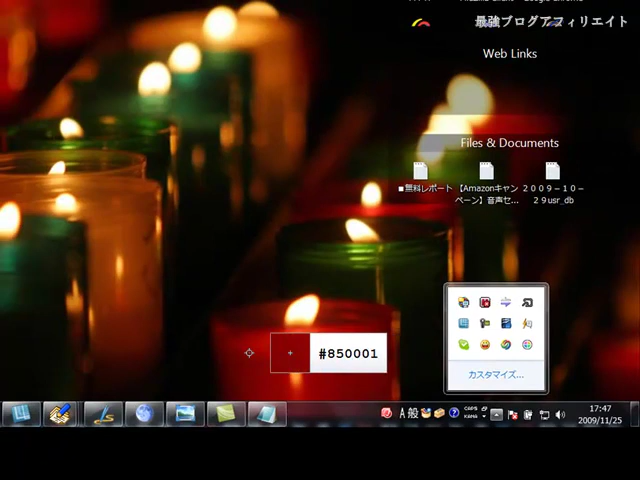 最強ブログアフィリエイト
Web Links
Files & Documents
■無料レポート
【Amazonキャン
ペーン】音声セ...
２００９－１０－
２９usr_db
#850001
カスタマイズ...
A 般
CAPS
KANA
17:47
2009/11/25